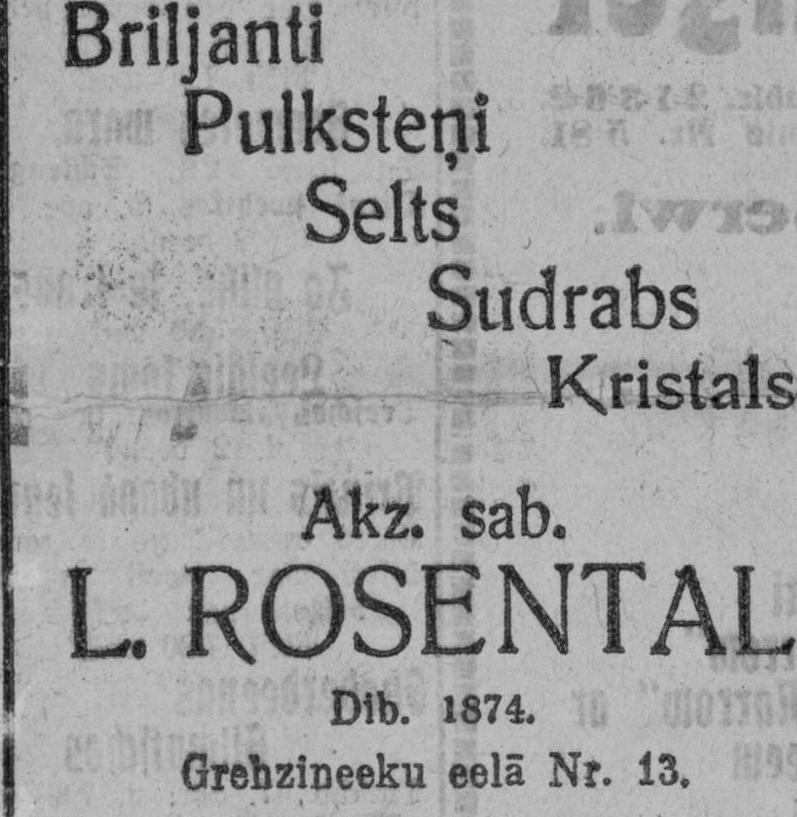 Briljanti
Pulksteņi
Selts
Sudrabs
Kristals
Akz. sab.
L. ROSENTAL
Dib. 1874.
Grehzineeku eelā Nr. 13.